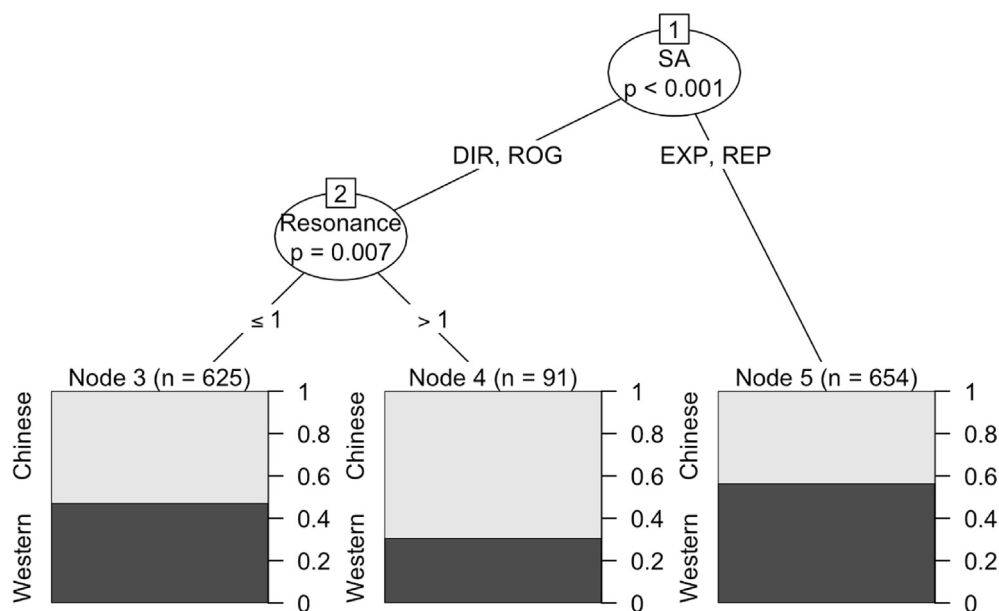 1
SA
p < 0.001
DIR, ROG
EXP, REP
2
Resonance
p = 0.007
≤ 1
> 1
Node 3 (n = 625)
Chinese
Western
1
0.8
0.6
0.4
0.2
0
Node 4 (n = 91)
Chinese
Western
1
0.8
0.6
0.4
0.2
0
Node 5 (n = 654)
Chinese
Western
1
0.8
0.6
0.4
0.2
0